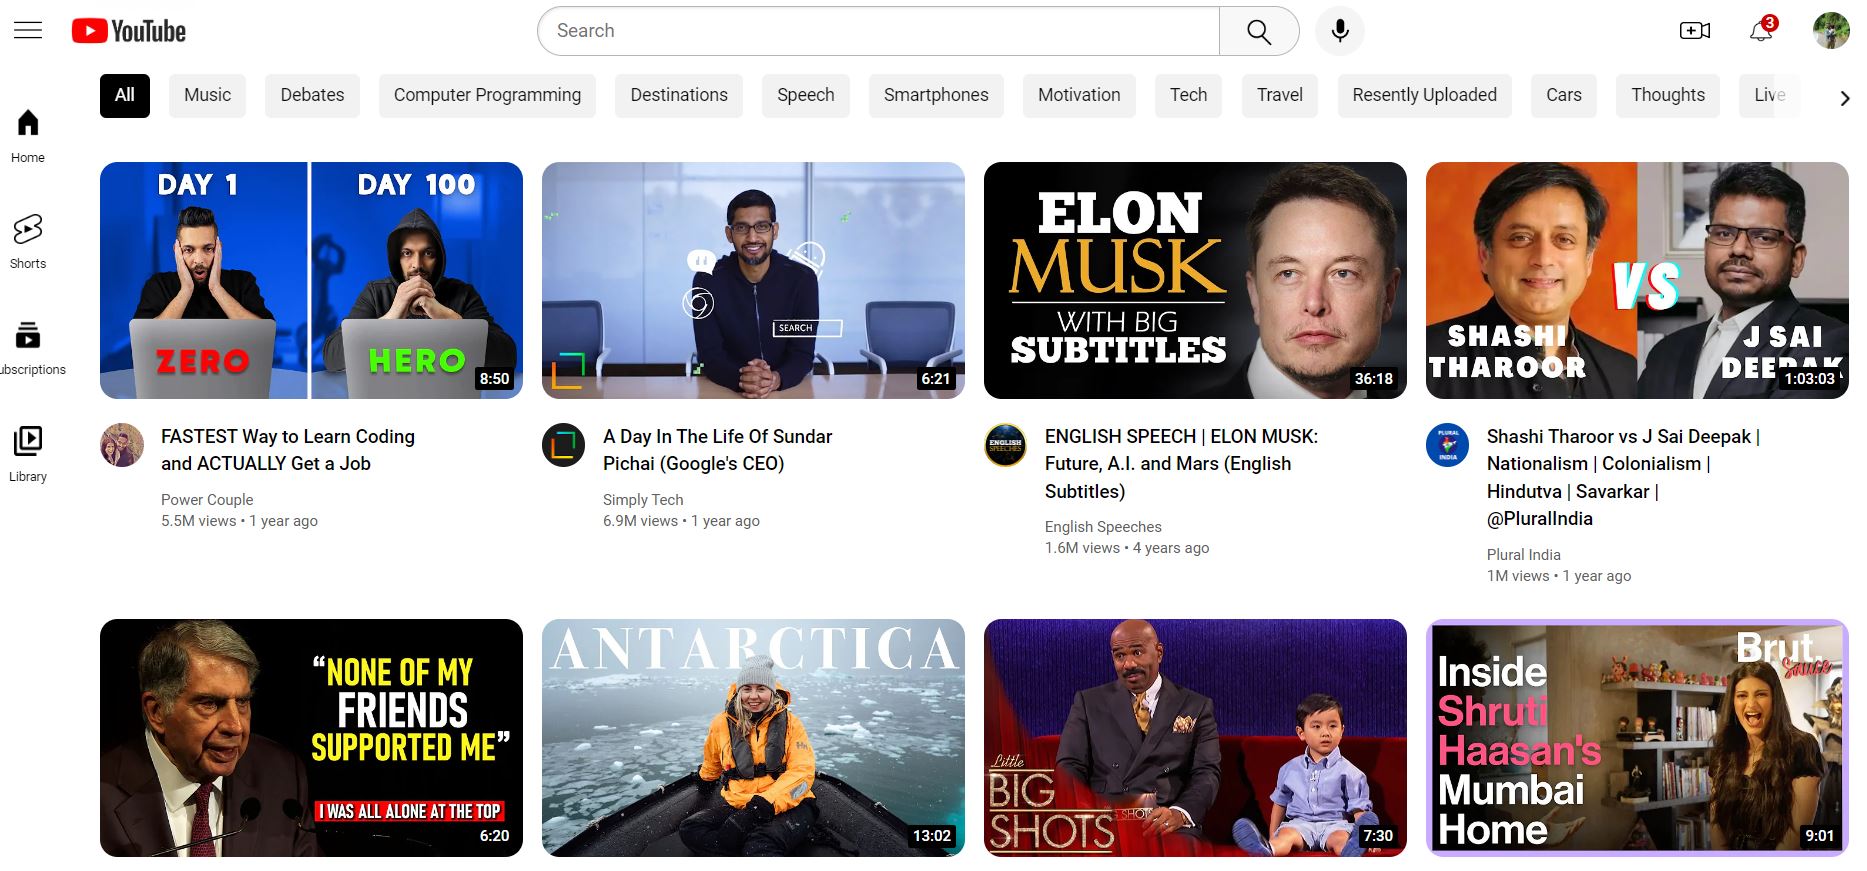 YouTube
Search
3
All
Music
Debates
Computer Programming
Destinations
Speech
Smartphones
Motivation
Tech
Travel
Resently Uploaded
Cars
Thoughts
Live
Home
Shorts
ubscriptions
Library
DAY 1
DAY 100
ZERO
HERO
8:50
SEARCH
6:21
ELON
MUSK
WITH BIG
SUBTITLES
36:18
SHASHI
THAROOR
VS
J SAI
DEEPAK
1:03:03
FASTEST Way to Learn Coding
and ACTUALLY Get a Job
Power Couple
5.5M views • 1 year ago
A Day In The Life Of Sundar
Pichai (Google's CEO)
Simply Tech
6.9M views • 1 year ago
ENGLISH SPEECHES
ENGLISH SPEECH | ELON MUSK:
Future, A.I. and Mars (English
Subtitles)
English Speeches
1.6M views • 4 years ago
PLURAL
INDIA
Shashi Tharoor vs J Sai Deepak |
Nationalism | Colonialism |
Hindutva | Savarkar |
@PluralIndia
Plural India
1M views • 1 year ago
“NONE OF MY
FRIENDS
SUPPORTED ME”
I WAS ALL ALONE AT THE TOP
6:20
ANTARCTICA
HH
13:02
Little
BIG
SHOTS
G SHOT
7:30
Brut.
Sauce
Inside
Shruti
Haasan's
Mumbai
Home
9:01